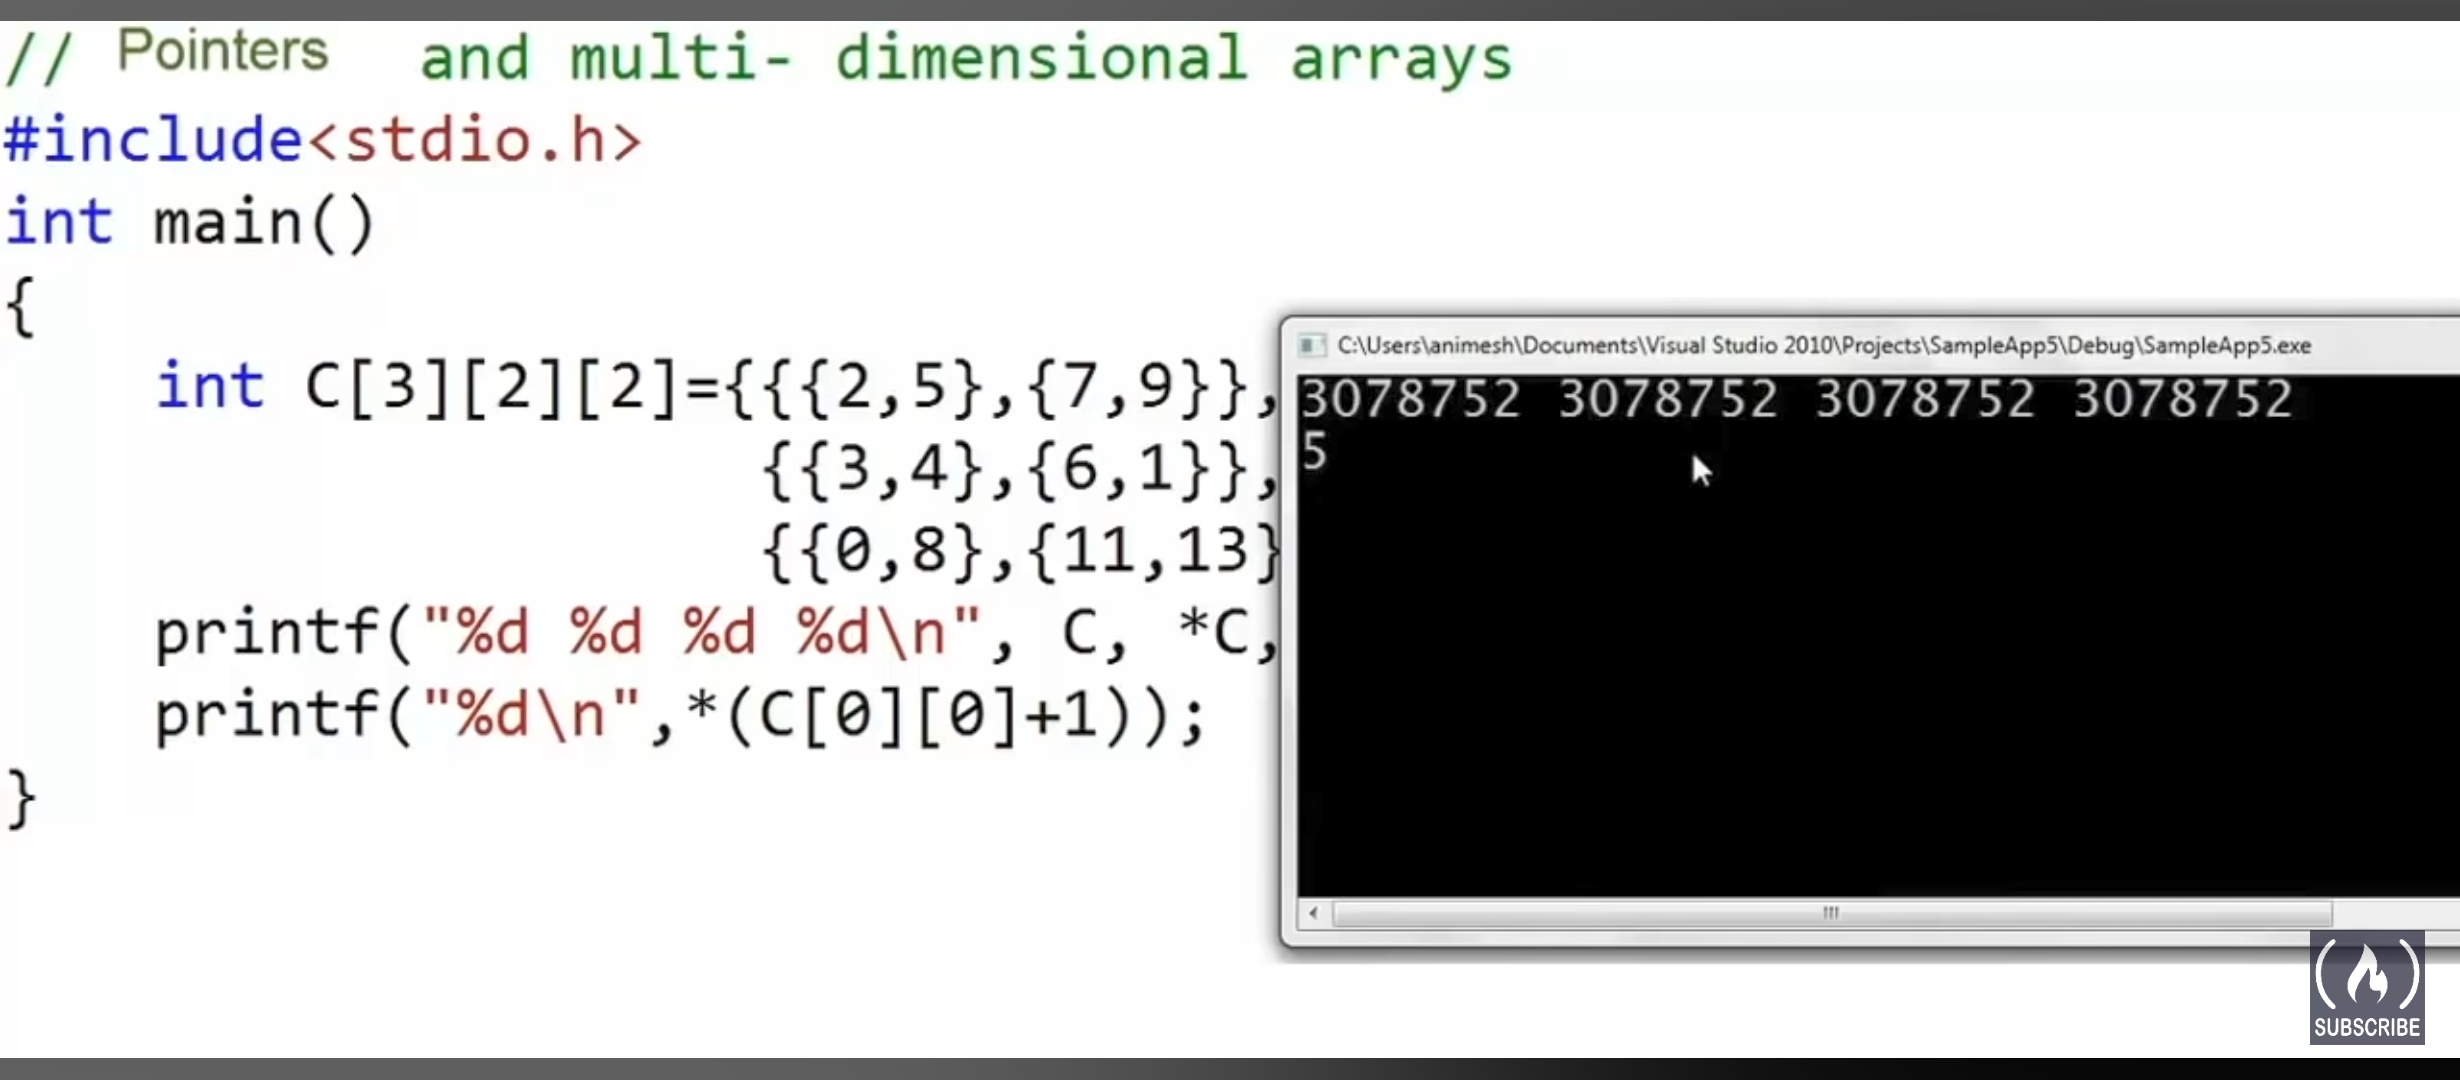 // Pointers and multi- dimensional arrays
#include<stdio.h>
int main()
{
int C[3][2][2]={{{2,5},{7,9}},
{{3,4},{6,1}},
{{0,8},{11,13}
printf("%d %d %d %d\n", C, *C,
printf("%d\n",*(C[0][0]+1));
}
C:\Users\animesh\Documents\Visual Studio 2010\Projects\SampleApp5\Debug\SampleApp5.exe
3078752 3078752 3078752 3078752
5
SUBSCRIBE